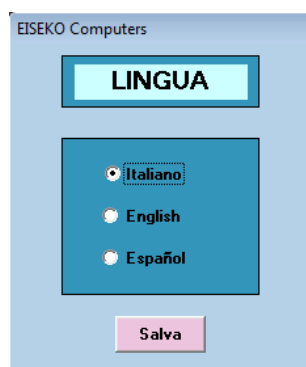 EISEKO Computers
LINGUA
Italiano
English
Español
Salva